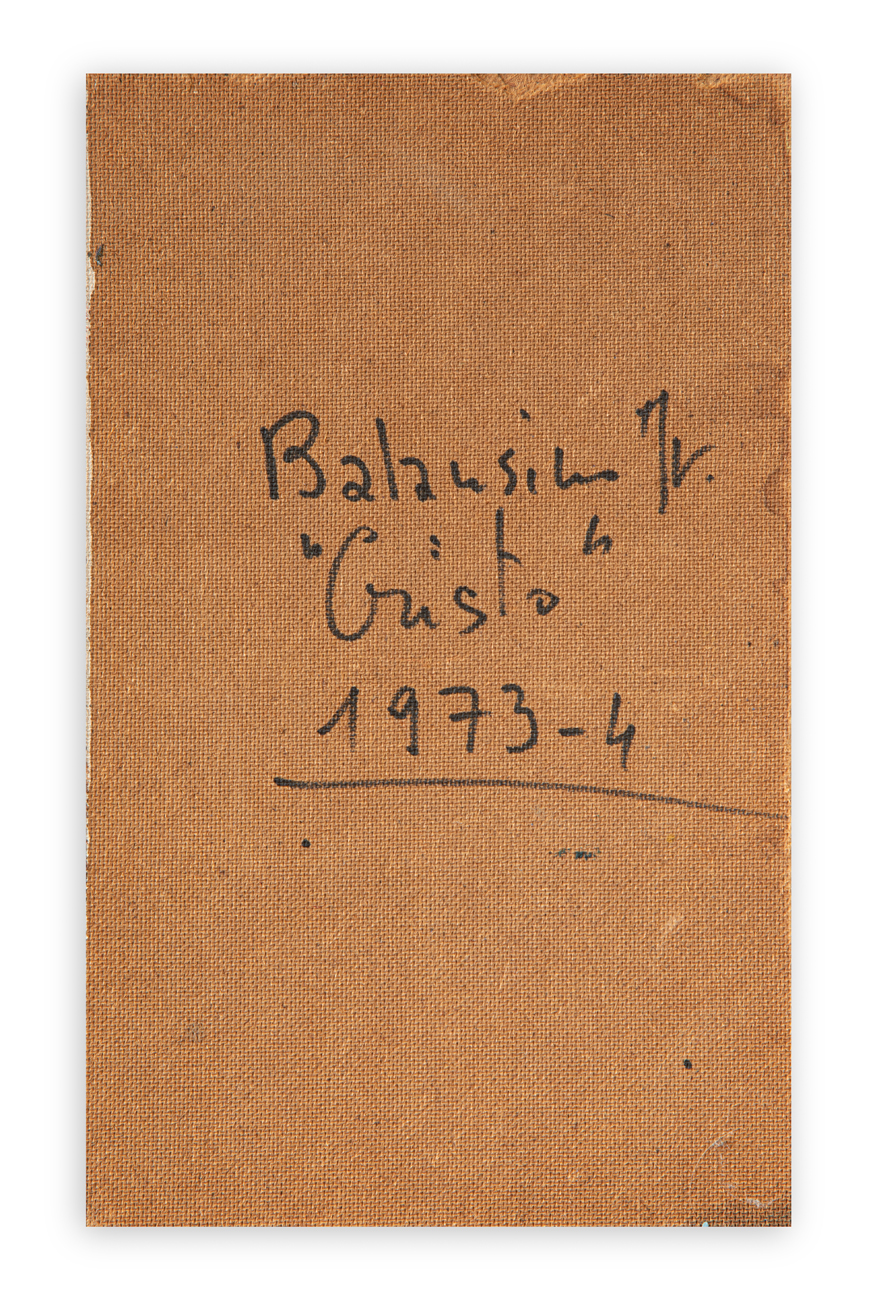 Balansino Jr.
"Cristo"
1973-4